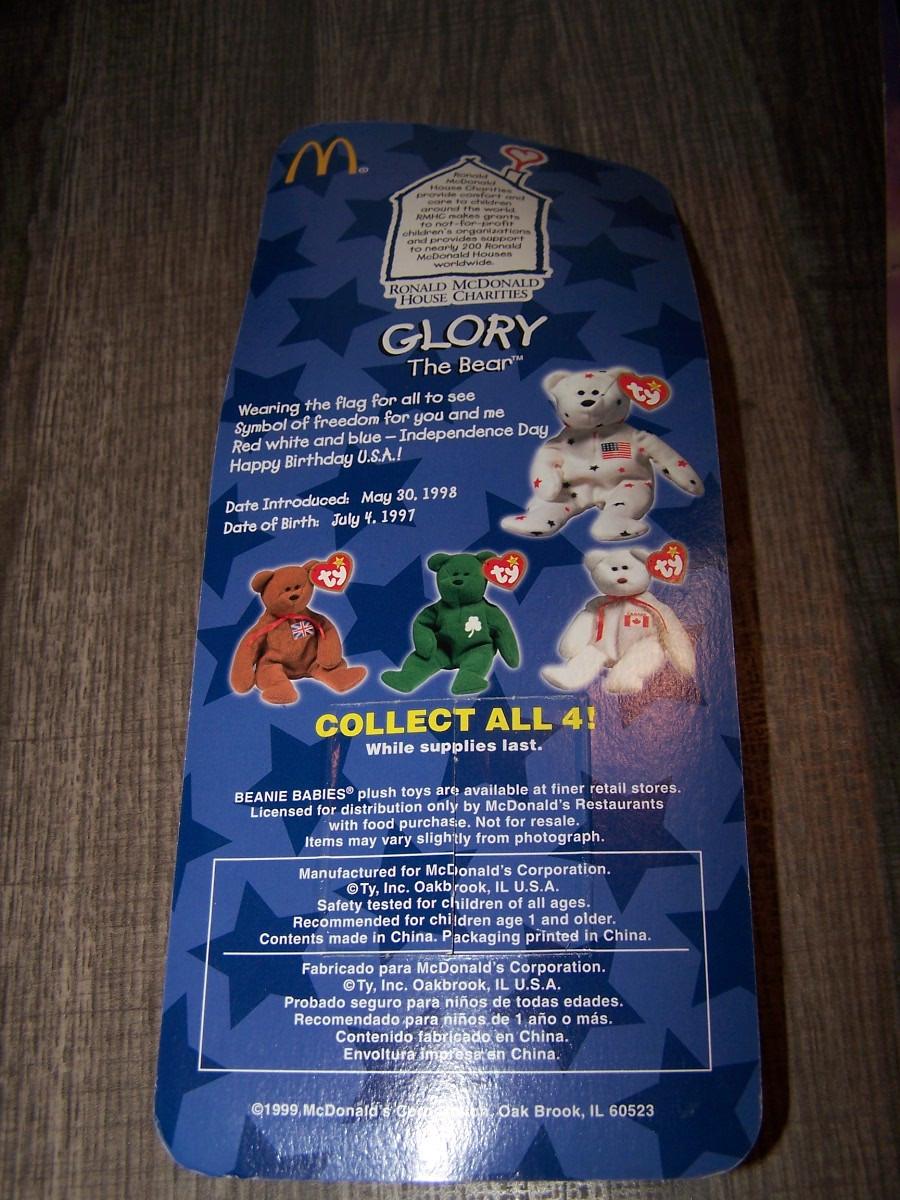 Ronald
McDonald
House Charities
provide comfort and
care to children
around the world.
RMHC makes grants
to not-for-profit
children's organizations
and provides support
to nearly 200 Ronald
McDonald Houses
worldwide.
RONALD MCDONALD
HOUSE CHARITIES
GLORY
The Bear™
Wearing the flag for all to see
Symbol of freedom for you and me
Red white and blue – Independence Day
Happy Birthday U.S.A.!
Date Introduced: May 30, 1998
Date of Birth: July 4, 1997
ty
ty
ty
ty
CANADA
COLLECT ALL 4!
While supplies last.
BEANIE BABIES® plush toys are available at finer retail stores.
Licensed for distribution only by McDonald's Restaurants
with food purchase. Not for resale.
Items may vary slightly from photograph.
Manufactured for McDonald's Corporation.
©Ty, Inc. Oakbrook, IL U.S.A.
Safety tested for children of all ages.
Recommended for children age 1 and older.
Contents made in China. Packaging printed in China.
Fabricado para McDonald's Corporation.
©Ty, Inc. Oakbrook, IL U.S.A.
Probado seguro para niños de todas edades.
Recomendado para niños de 1 año o más.
Contenido fabricado en China.
Envoltura impresa en China.
©1999 McDonald's Corporation, Oak Brook, IL 60523